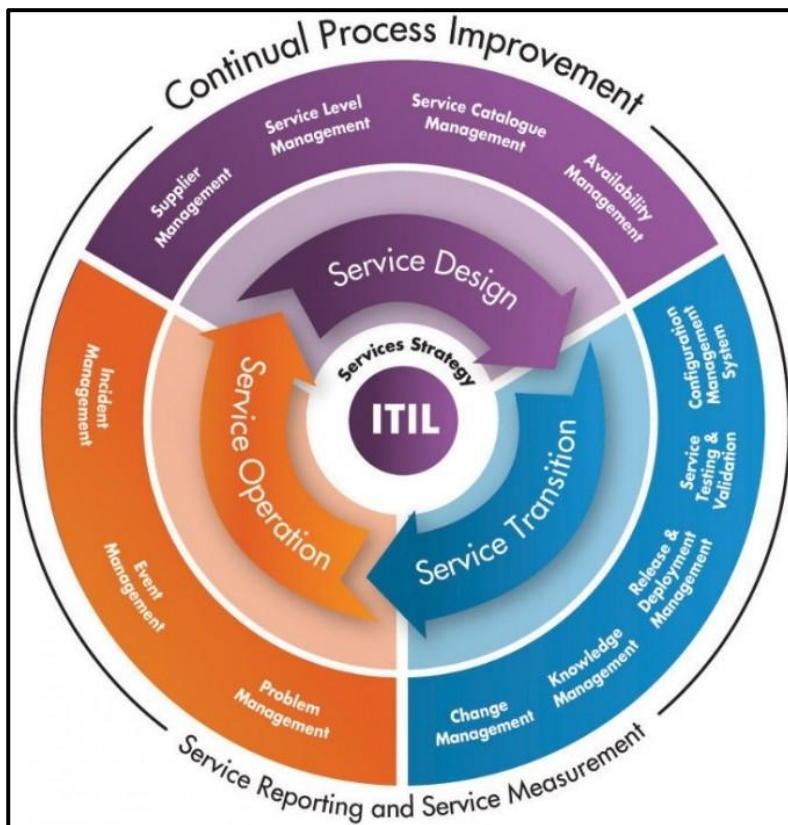 Continual Process Improvement
Supplier
Management
Service Level
Management
Service Catalogue
Management
Availability
Management
Service Design
Configuration
Management
System
Service
Testing &
Validation
Release &
Deployment
Management
Knowledge
Management
Change
Management
Service Transition
Incident
Management
Event
Management
Problem
Management
Service Operation
Services Strategy
ITIL
Service Reporting and Service Measurement